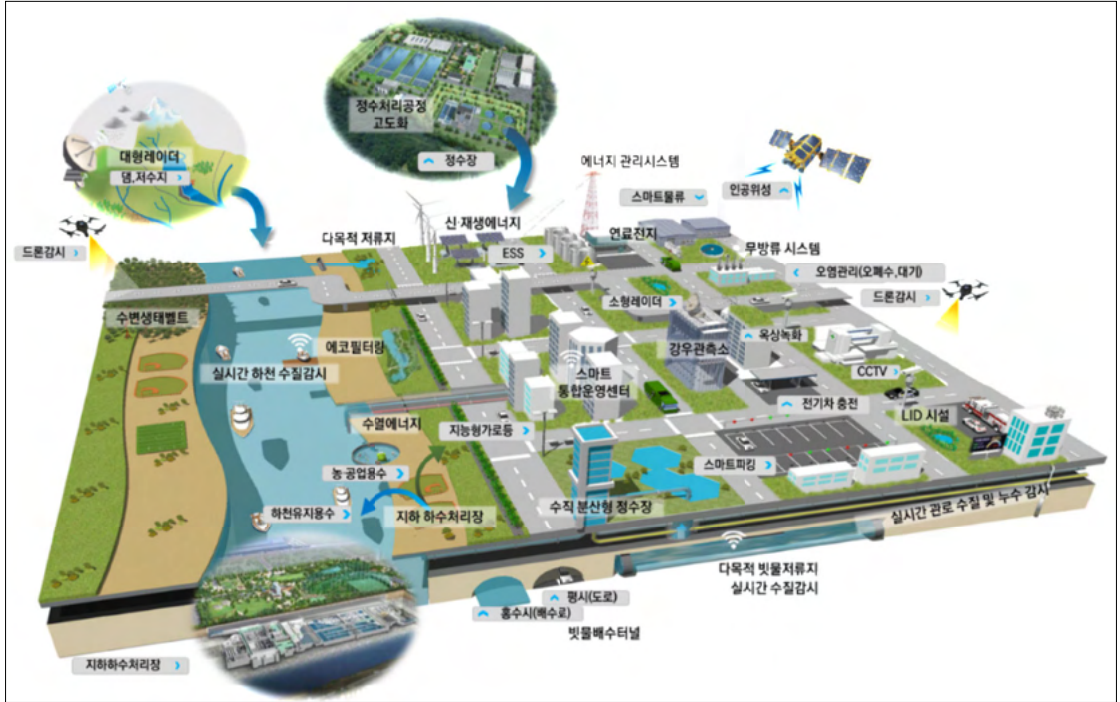 정수처리공정
고도화
정수장
대형레이더
댐,저수지
에너지 관리시스템
스마트물류
인공위성
드론감시
다목적 저류지
신·재생에너지
ESS
연료전지
무방류 시스템
오염관리(오폐수,대기)
드론감시
수변생태벨트
소형레이더
옥상녹화
에코필터링
강우관측소
실시간 하천 수질감시
스마트
통합운영센터
CCTV
전기차 충전
LID 시설
수열에너지
지능형가로등
농·공업용수
스마트파킹
하천유지용수
지하 하수처리장
수직 분산형 정수장
실시간 관로 수질 및 누수 감시
다목적 빗물저류지
실시간 수질감시
평시(도로)
홍수시(배수로)
빗물배수터널
지하하수처리장